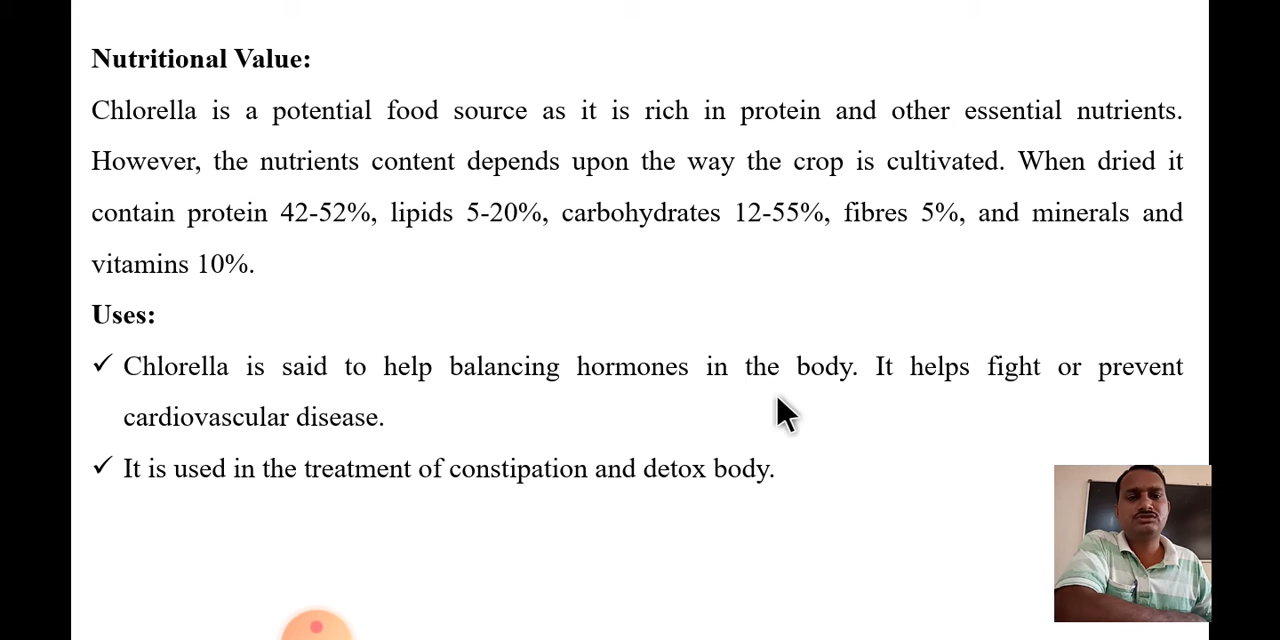 Nutritional Value:
Chlorella is a potential food source as it is rich in protein and other essential nutrients.
However, the nutrients content depends upon the way the crop is cultivated. When dried it
contain protein 42-52%, lipids 5-20%, carbohydrates 12-55%, fibres 5%, and minerals and
vitamins 10%.
Uses:
✓ Chlorella is said to help balancing hormones in the body. It helps fight or prevent
cardiovascular disease.
✓ It is used in the treatment of constipation and detox body.